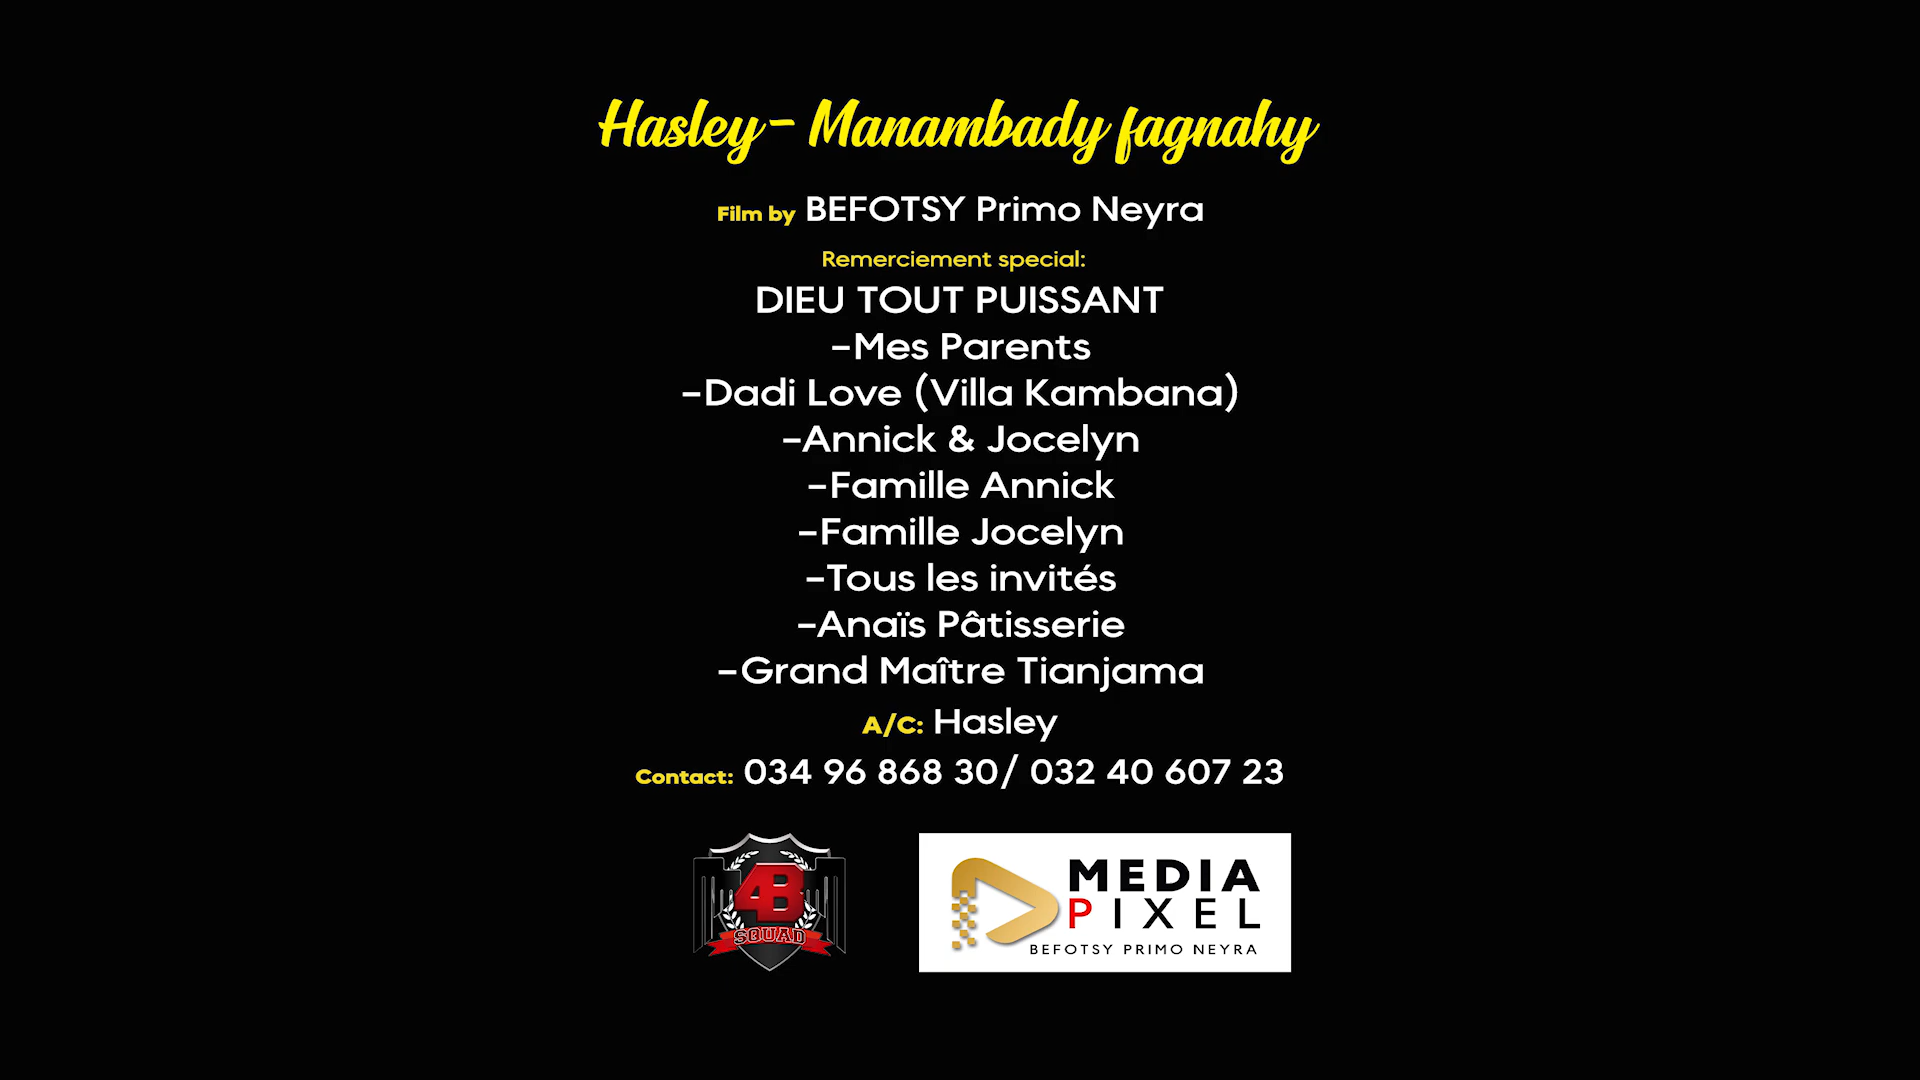 Hasley - Manambady fagnahy
Film by BEFOTSY Primo Neyra
Remerciement special:
DIEU TOUT PUISSANT
-Mes Parents
-Dadi Love (Villa Kambana)
-Annick & Jocelyn
-Famille Annick
-Famille Jocelyn
-Tous les invités
-Anaïs Pâtisserie
-Grand Maître Tianjama
A/C: Hasley
Contact: 034 96 868 30/ 032 40 607 23
4B
SQUAD
MEDIA
PIXEL
BEFOTSY PRIMO NEYRA